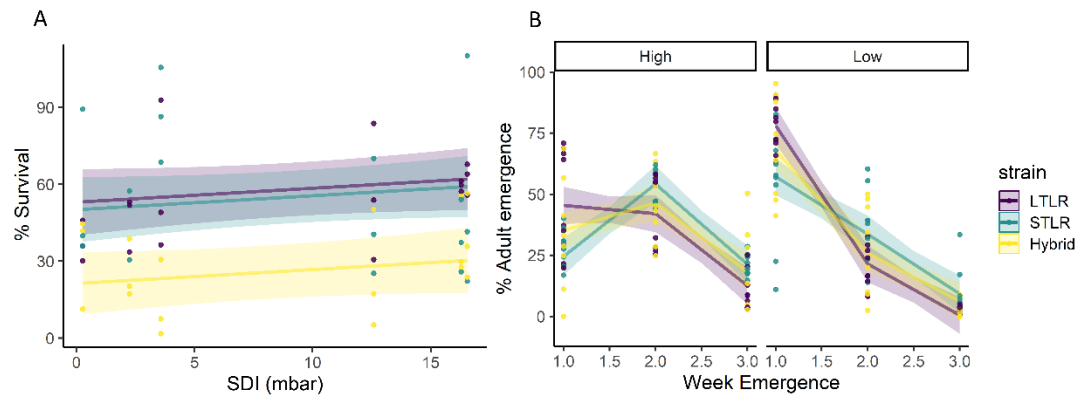 A
% Survival
90
60
30
0
0
5
10
15
SDI (mbar)
B
High
Low
% Adult emergence
100
75
50
25
0
1.0
1.5
2.0
2.5
3.0
1.0
1.5
2.0
2.5
3.0
Week Emergence
strain
LTLR
STLR
Hybrid